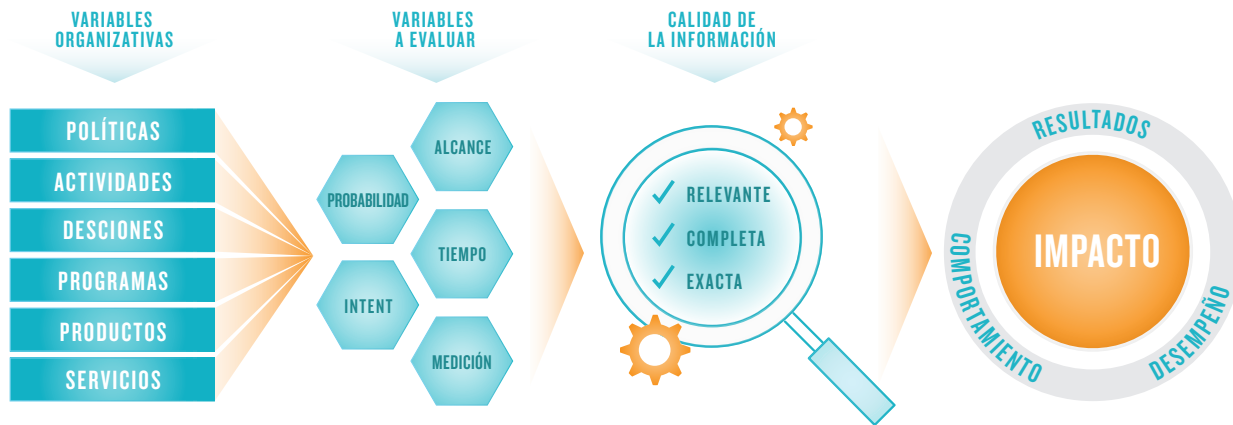 VARIABLES
ORGANIZATIVAS
POLÍTICAS
ACTIVIDADES
DESCIONES
PROGRAMAS
PRODUCTOS
SERVICIOS
VARIABLES
A EVALUAR
ALCANCE
PROBABILIDAD
TIEMPO
INTENT
MEDICIÓN
CALIDAD DE
LA INFORMACIÓN
RELEVANTE
COMPLETA
EXACTA
RESULTADOS
COMPORTAMIENTO
DESEMPEÑO
IMPACTO